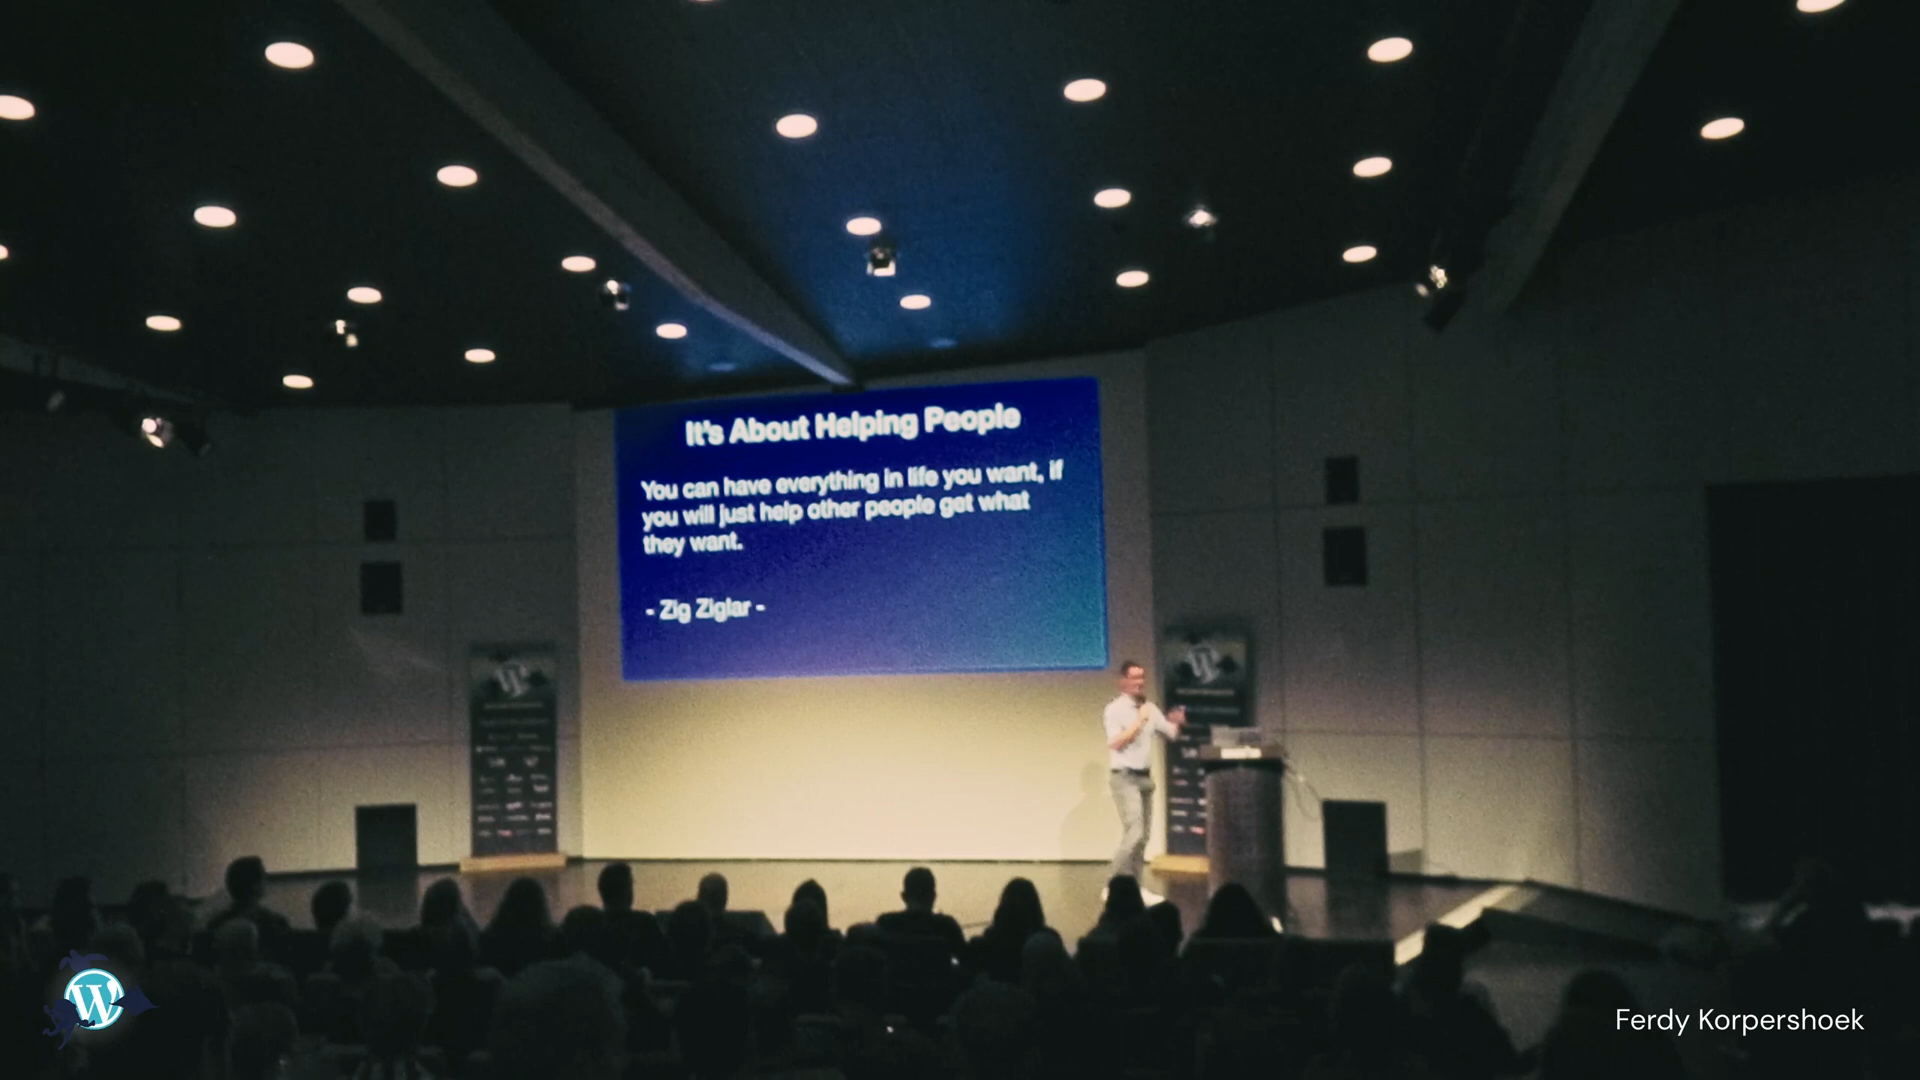 It's About Helping People
You can have everything in life you want, if
you will just help other people get what
they want.
- Zig Ziglar -
Ferdy Korpershoek